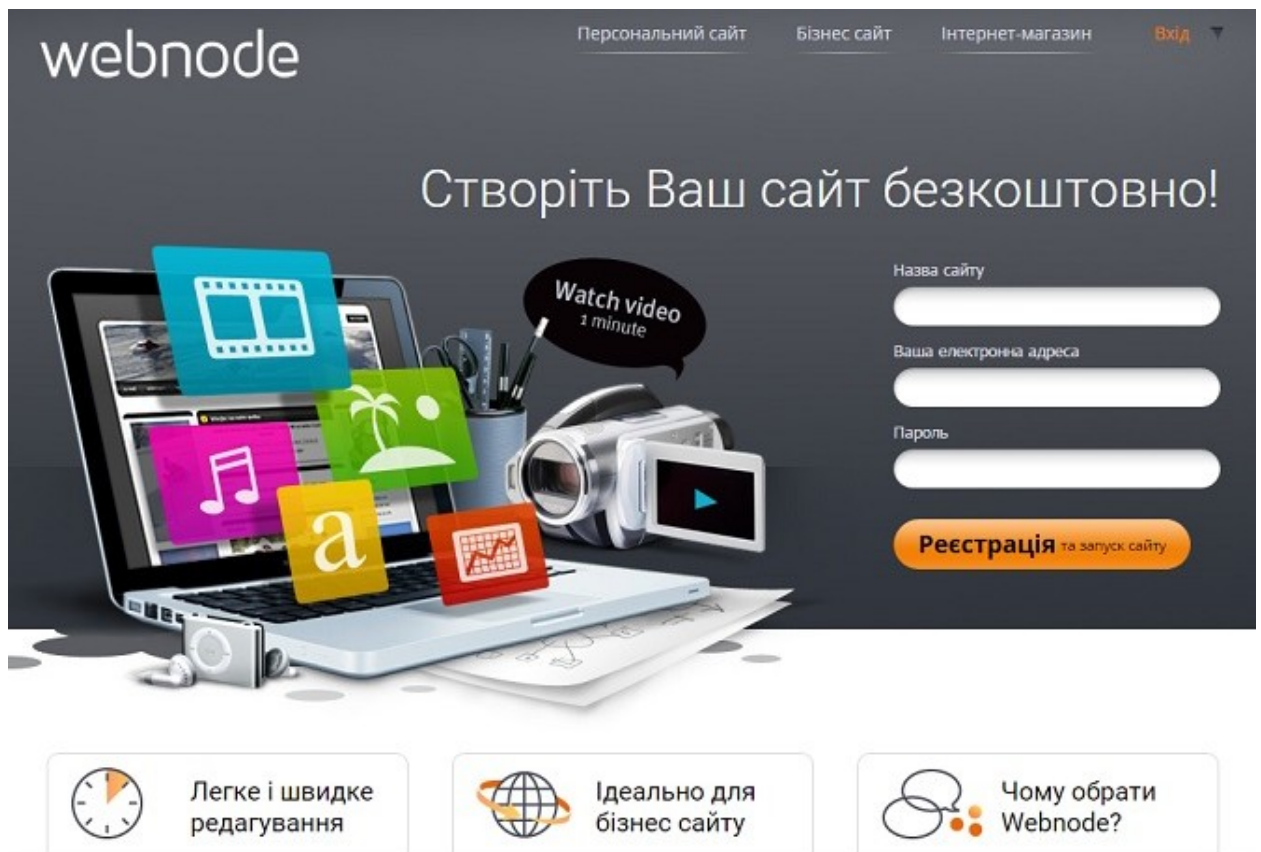 webnode
Персональний сайт
Бізнес сайт
Інтернет-магазин
Вхід
Створіть Ваш сайт безкоштовно!
Watch video
1 minute
a
Назва сайту
Ваша електронна адреса
Пароль
Реєстрація та запуск сайту
Легке і швидке
редагування
Ідеально для
бізнес сайту
Чому обрати
Webnode?